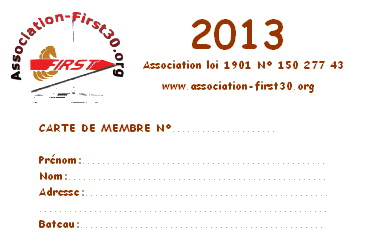 Association-First30.org
FIRST
2013
Association loi 1901 N° 150 277 43
www.association-first30.org
CARTE DE MEMBRE N°.....................
Prénom:..................................................
Nom:.....................................................
Adresse:.................................................
...........................................................
Bateau:..................................................